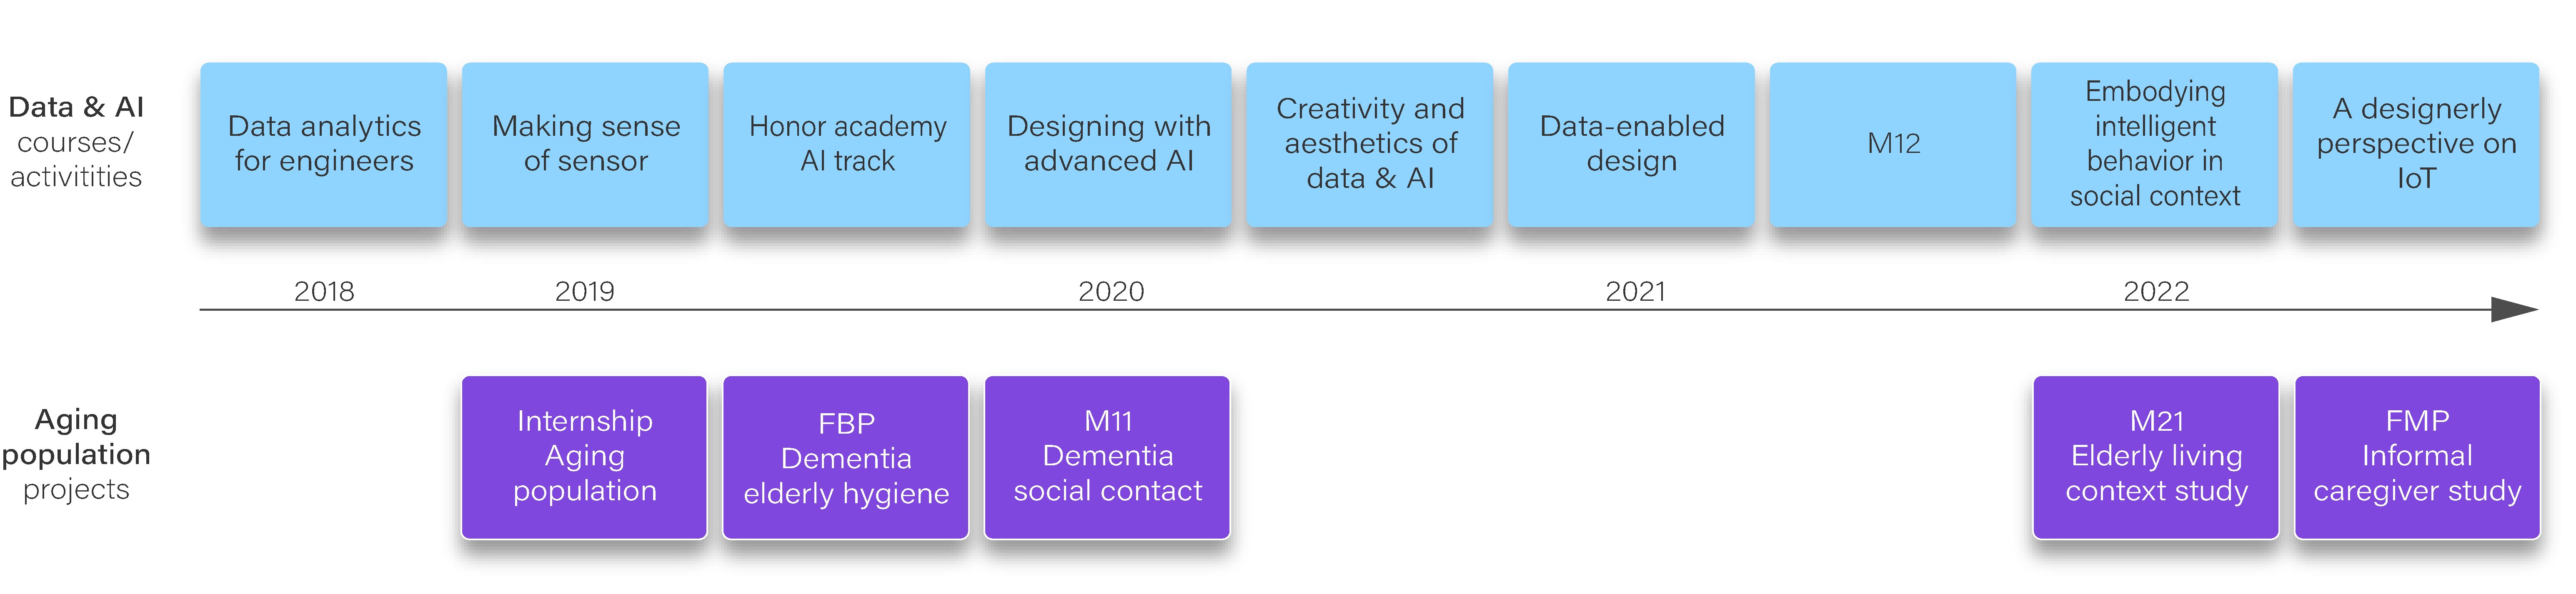 Data & AI
courses/
activitities
Data analytics
for engineers
Making sense
of sensor
Honor academy
AI track
Designing with
advanced AI
Creativity and
aesthetics of
data & AI
Data-enabled
design
M12
Embodying
intelligent
behavior in
social context
A designerly
perspective on
IoT
2018
2019
2020
2021
2022
Aging
population
projects
Internship
Aging
population
FBP
Dementia
elderly hygiene
M11
Dementia
social contact
M21
Elderly living
context study
FMP
Informal
caregiver study